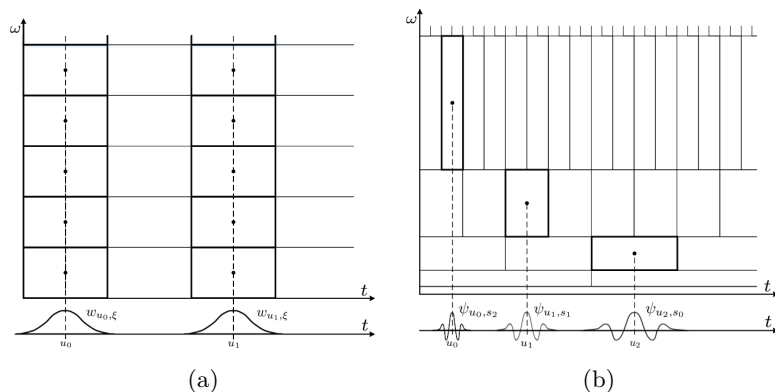 ω
t
w_{u_0,ξ}
w_{u_1,ξ}
t
u_0
u_1
(a)
ω
t
ψ_{u_0,s_2}
ψ_{u_1,s_1}
ψ_{u_2,s_0}
t
u_0
u_1
u_2
(b)